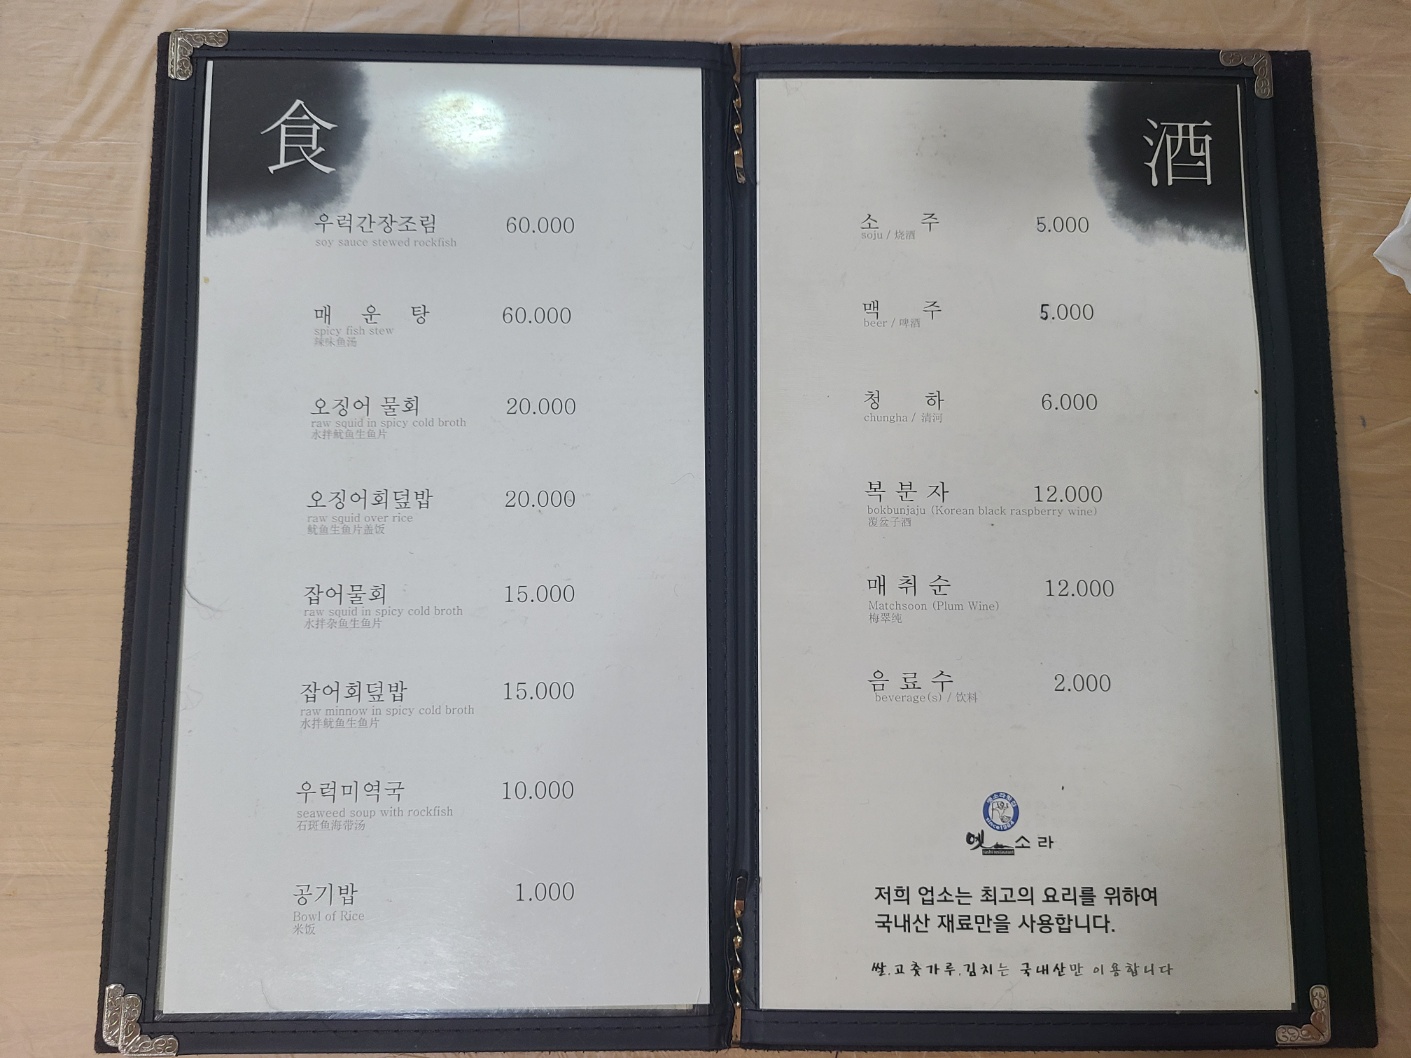 食
우럭간장조림 60.000
soy sauce stewed rockfish
매 운 탕 60.000
spicy fish stew
辣味鱼汤
오징어 물회 20.000
raw squid in spicy cold broth
水拌鱿鱼生鱼片
오징어회덮밥 20.000
raw squid over rice
鱿鱼生鱼片盖饭
잡어물회 15.000
raw squid in spicy cold broth
水拌杂鱼生鱼片
잡어회덮밥 15.000
raw minnow in spicy cold broth
水拌鱿鱼生鱼片
우럭미역국 10.000
seaweed soup with rockfish
石斑鱼海带汤
공기밥 1.000
Bowl of Rice
米饭
酒
소 주 5.000
soju / 烧酒
맥 주 5.000
beer / 啤酒
청 하 6.000
chungha / 清河
복 분 자 12.000
bokbunjaju (Korean black raspberry wine)
覆盆子酒
매 취 순 12.000
Matchsoon (Plum Wine)
梅翠纯
음 료 수 2.000
beverage(s) / 饮料
옛 소 라
저희 업소는 최고의 요리를 위하여
국내산 재료만을 사용합니다.
쌀.고춧가루.김치는 국내산만 이용합니다